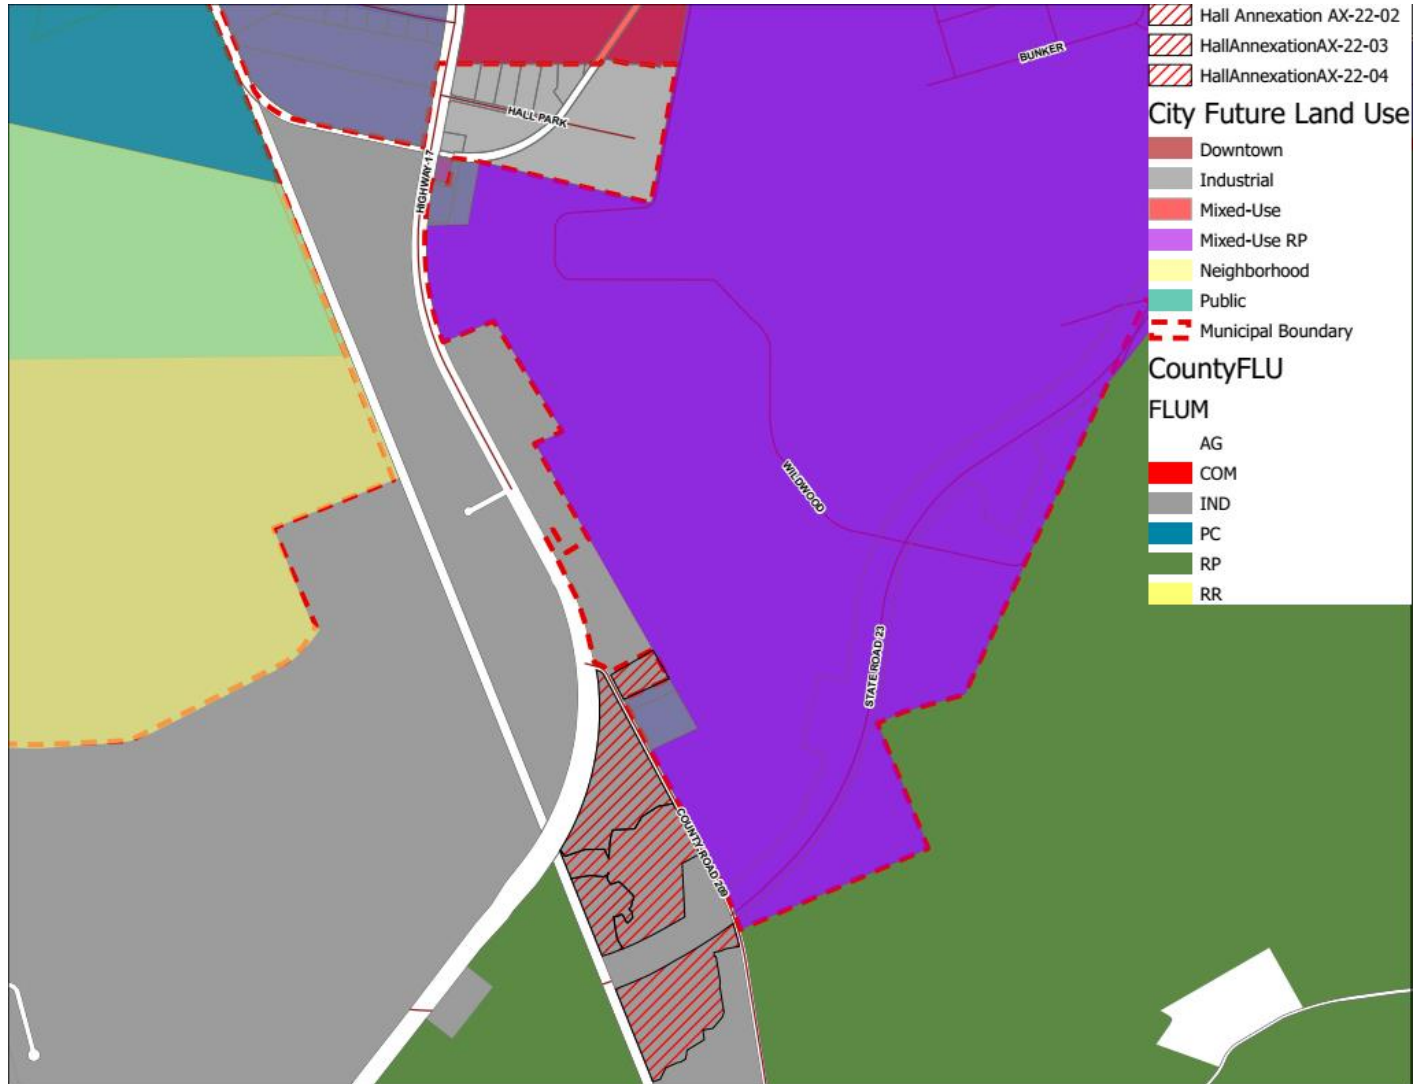 Hall Annexation AX-22-02
HallAnnexationAX-22-03
HallAnnexationAX-22-04
City Future Land Use
Downtown
Industrial
Mixed-Use
Mixed-Use RP
Neighborhood
Public
Municipal Boundary
CountyFLU
FLUM
AG
COM
IND
PC
RP
RR
BUNKER
HALL PARK
HIGHWAY 17
WILDWOOD
STATE ROAD 23
COUNTY ROAD 209